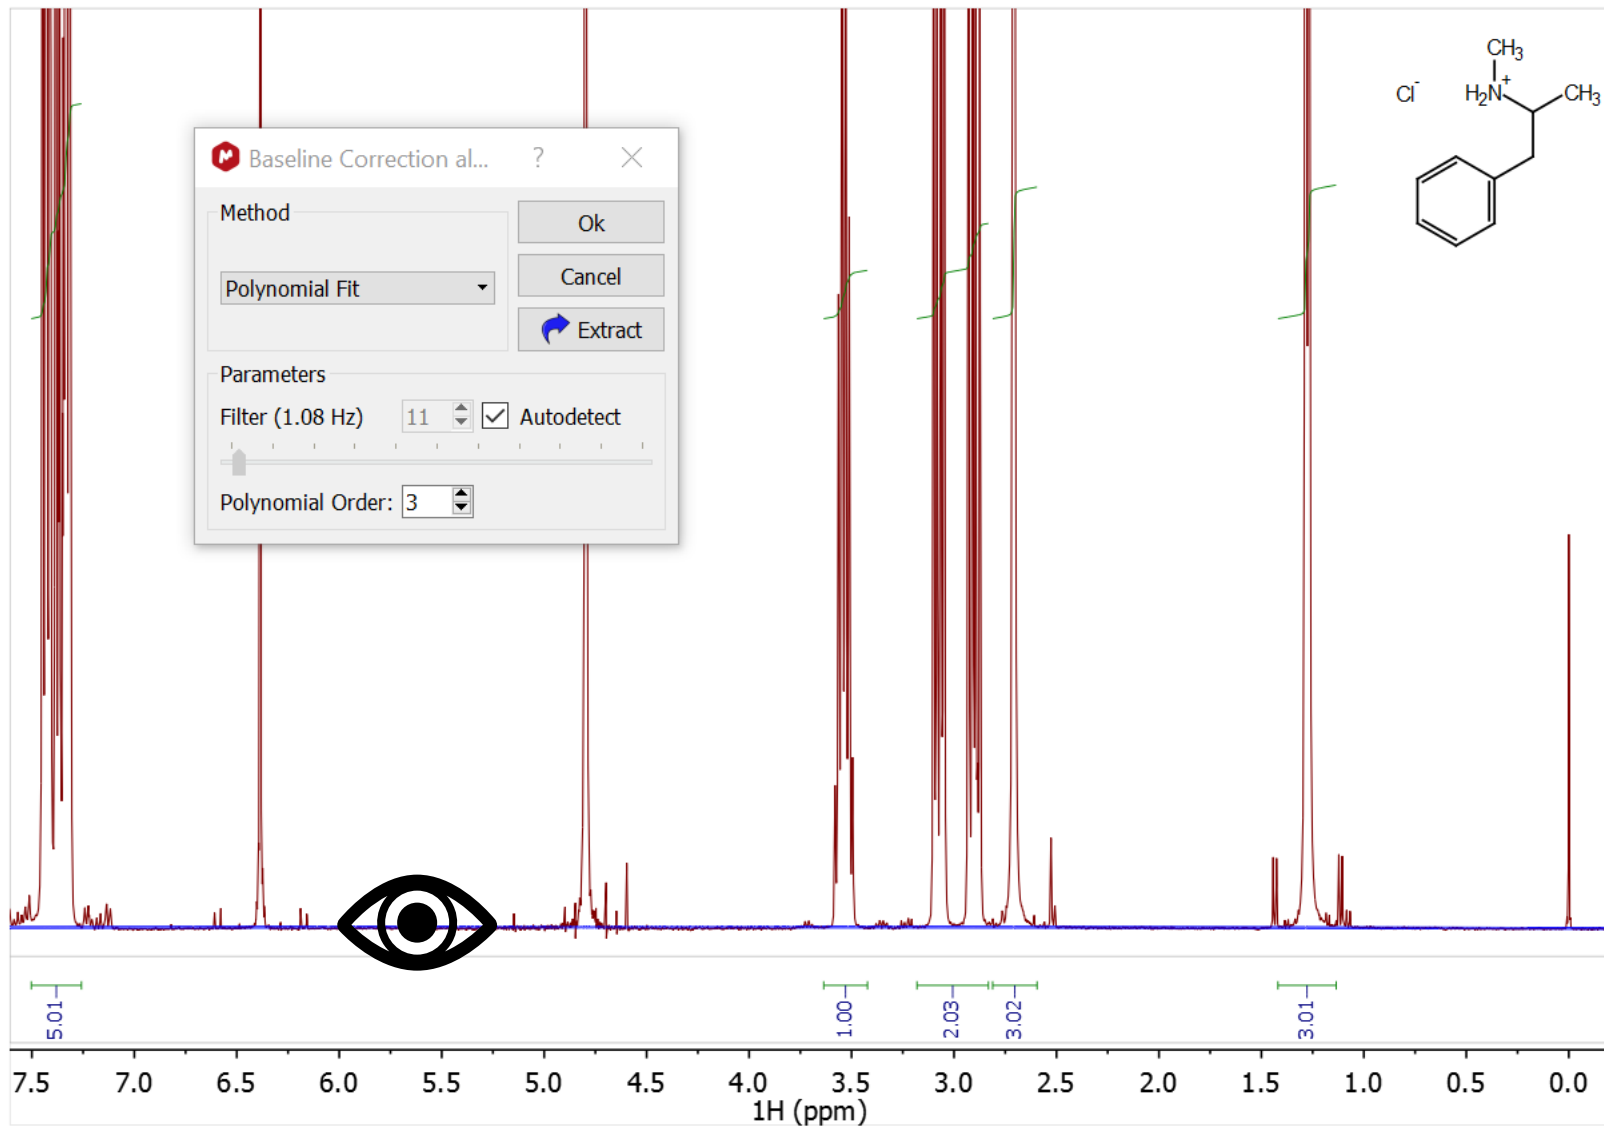 CH3
Cl-
H2N+
CH3
Baseline Correction al... ?
Method
Ok
Polynomial Fit
Cancel
Extract
Parameters
Filter (1.08 Hz) 11 Autodetect
Polynomial Order: 3
5.01
1.00
2.03
3.02
3.01
7.5 7.0 6.5 6.0 5.5 5.0 4.5 4.0 3.5 3.0 2.5 2.0 1.5 1.0 0.5 0.0
1H (ppm)